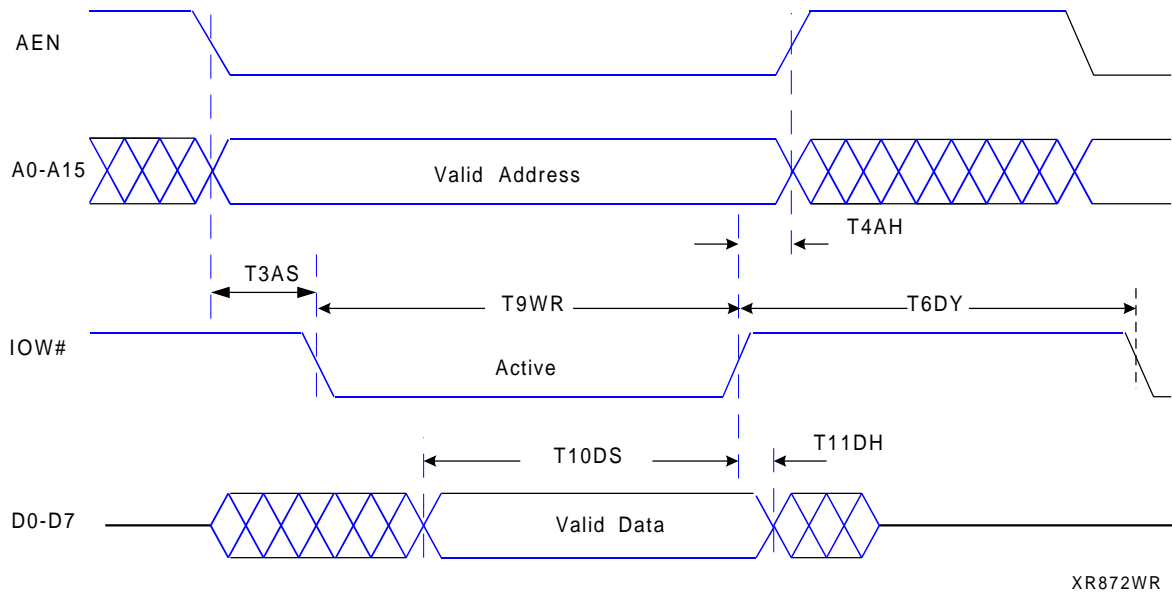 AEN
A0-A15
Valid Address
T4AH
T3AS
T9WR
T6DY
IOW#
Active
T10DS
T11DH
D0-D7
Valid Data
XR872WR